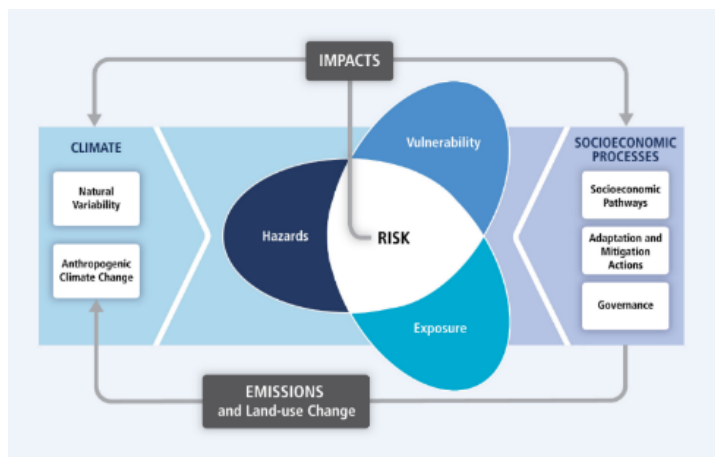 IMPACTS
CLIMATE
Natural
Variability
Anthropogenic
Climate Change
Vulnerability
Hazards
RISK
Exposure
SOCIOECONOMIC
PROCESSES
Socioeconomic
Pathways
Adaptation and
Mitigation
Actions
Governance
EMISSIONS
and Land-use Change